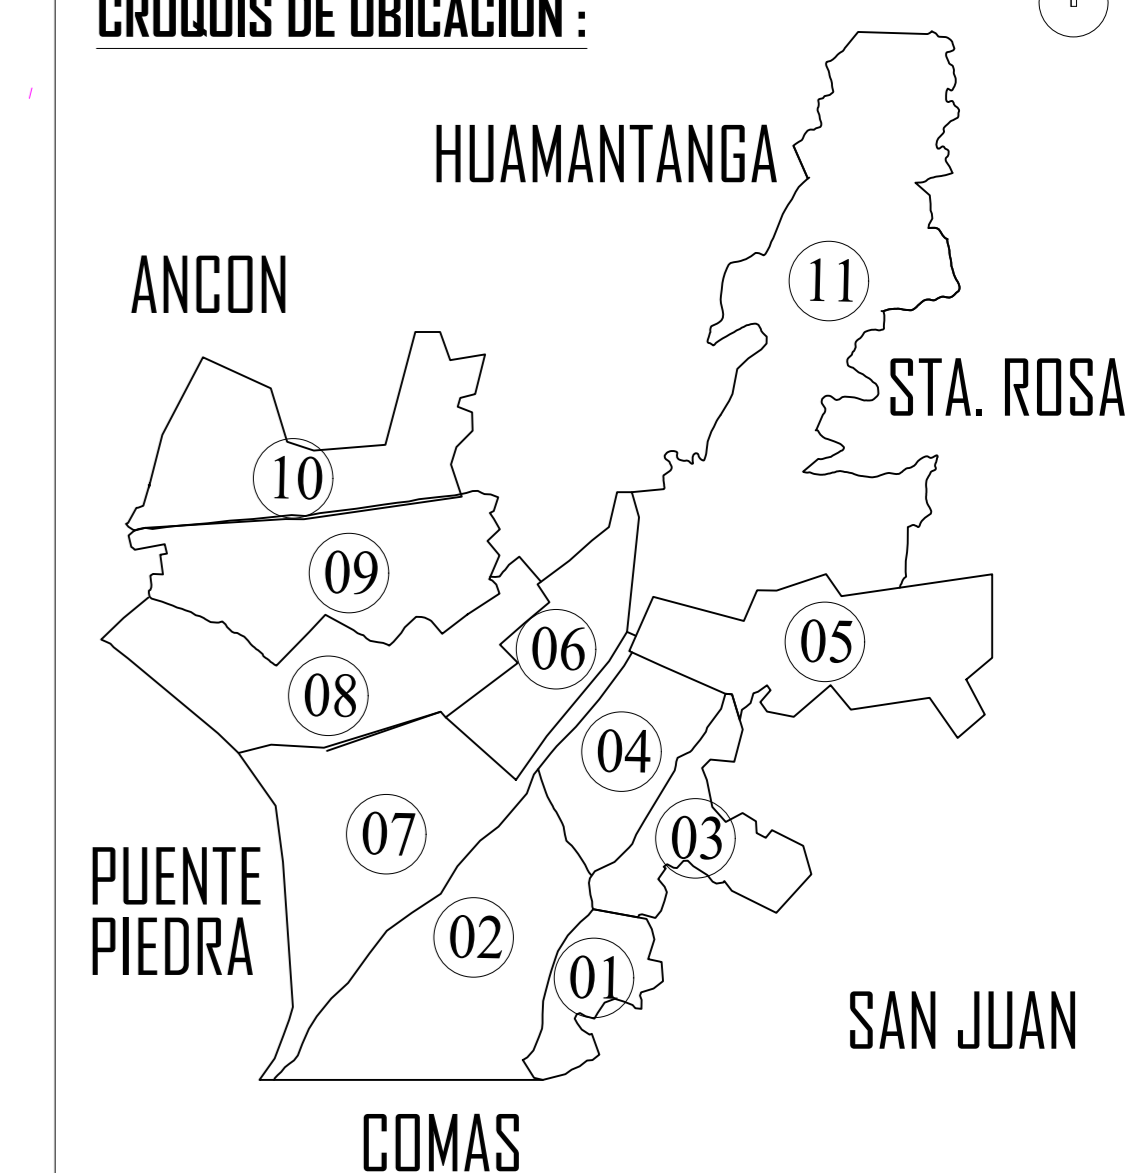 CROQUIS DE UBICACION :
HUAMANTANGA
ANCON
11
STA. ROSA
10
09
06
05
08
04
07
03
PUENTE
PIEDRA
02
01
SAN JUAN
COMAS